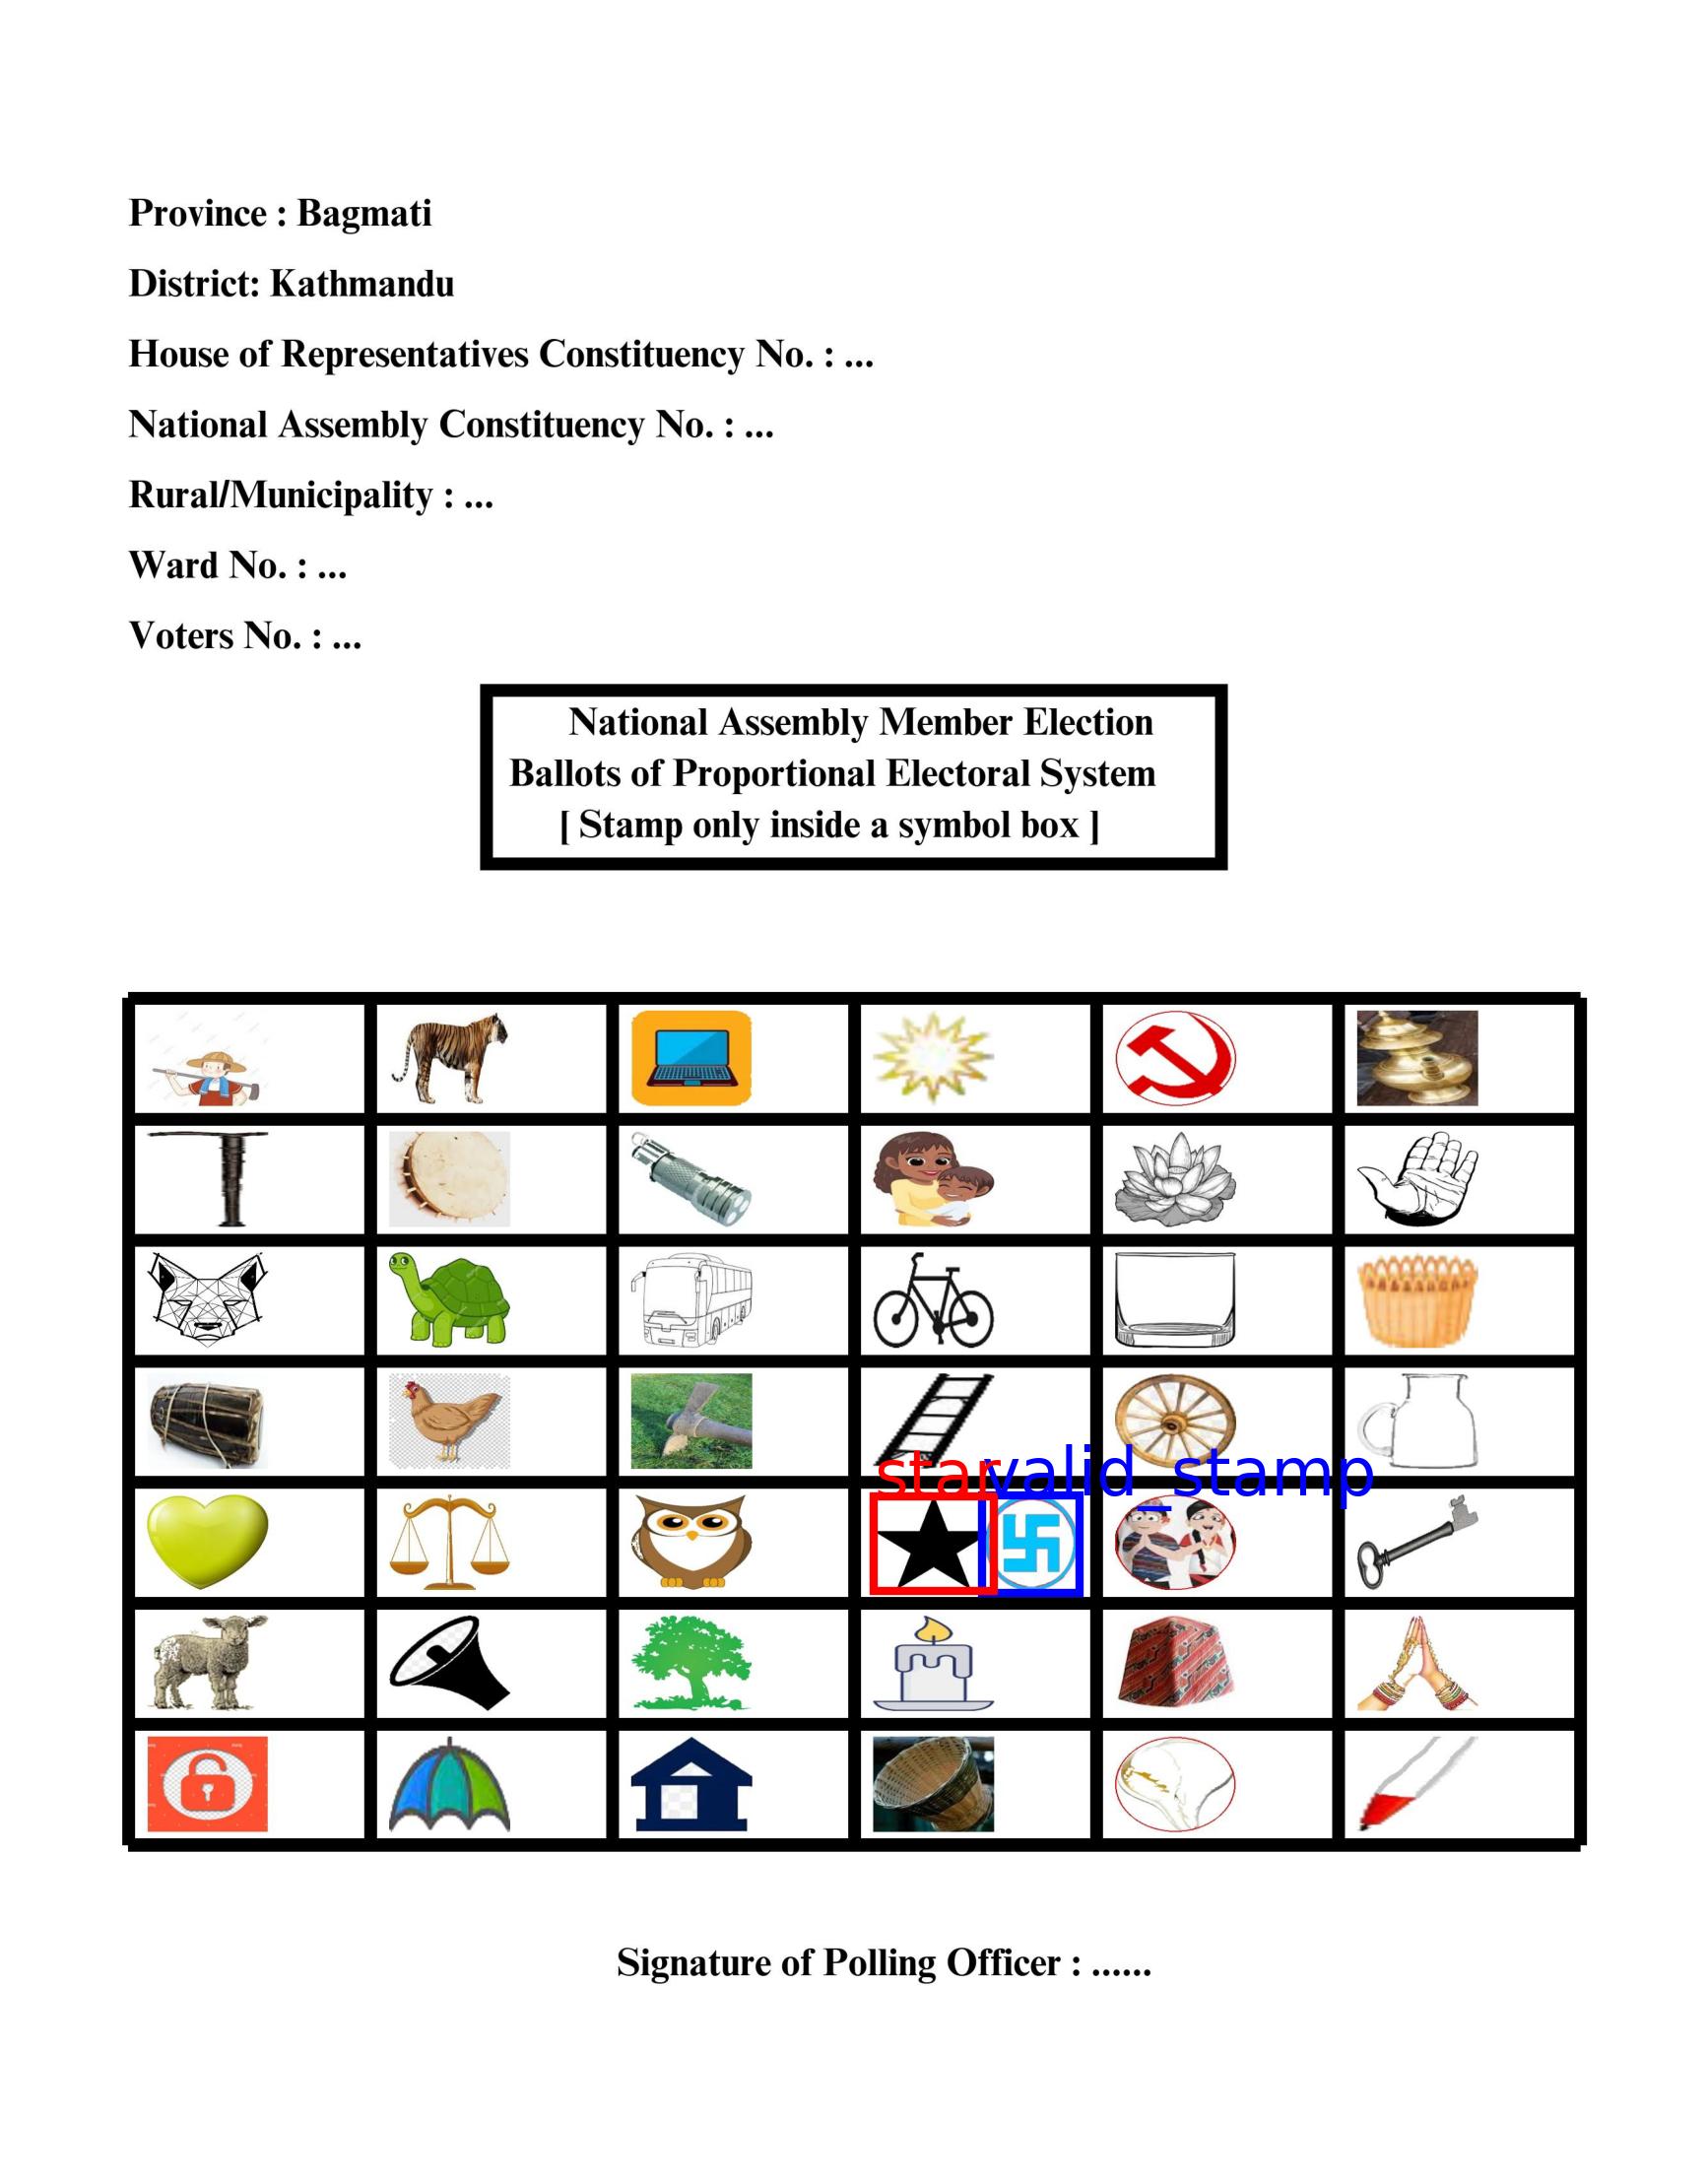 Province : Bagmati
District: Kathmandu
House of Representatives Constituency No. : ...
National Assembly Constituency No. : ...
Rural/Municipality : ...
Ward No. : ...
Voters No. : ...
National Assembly Member Election
Ballots of Proportional Electoral System
[ Stamp only inside a symbol box ]
star valid_stamp
Signature of Polling Officer : ......